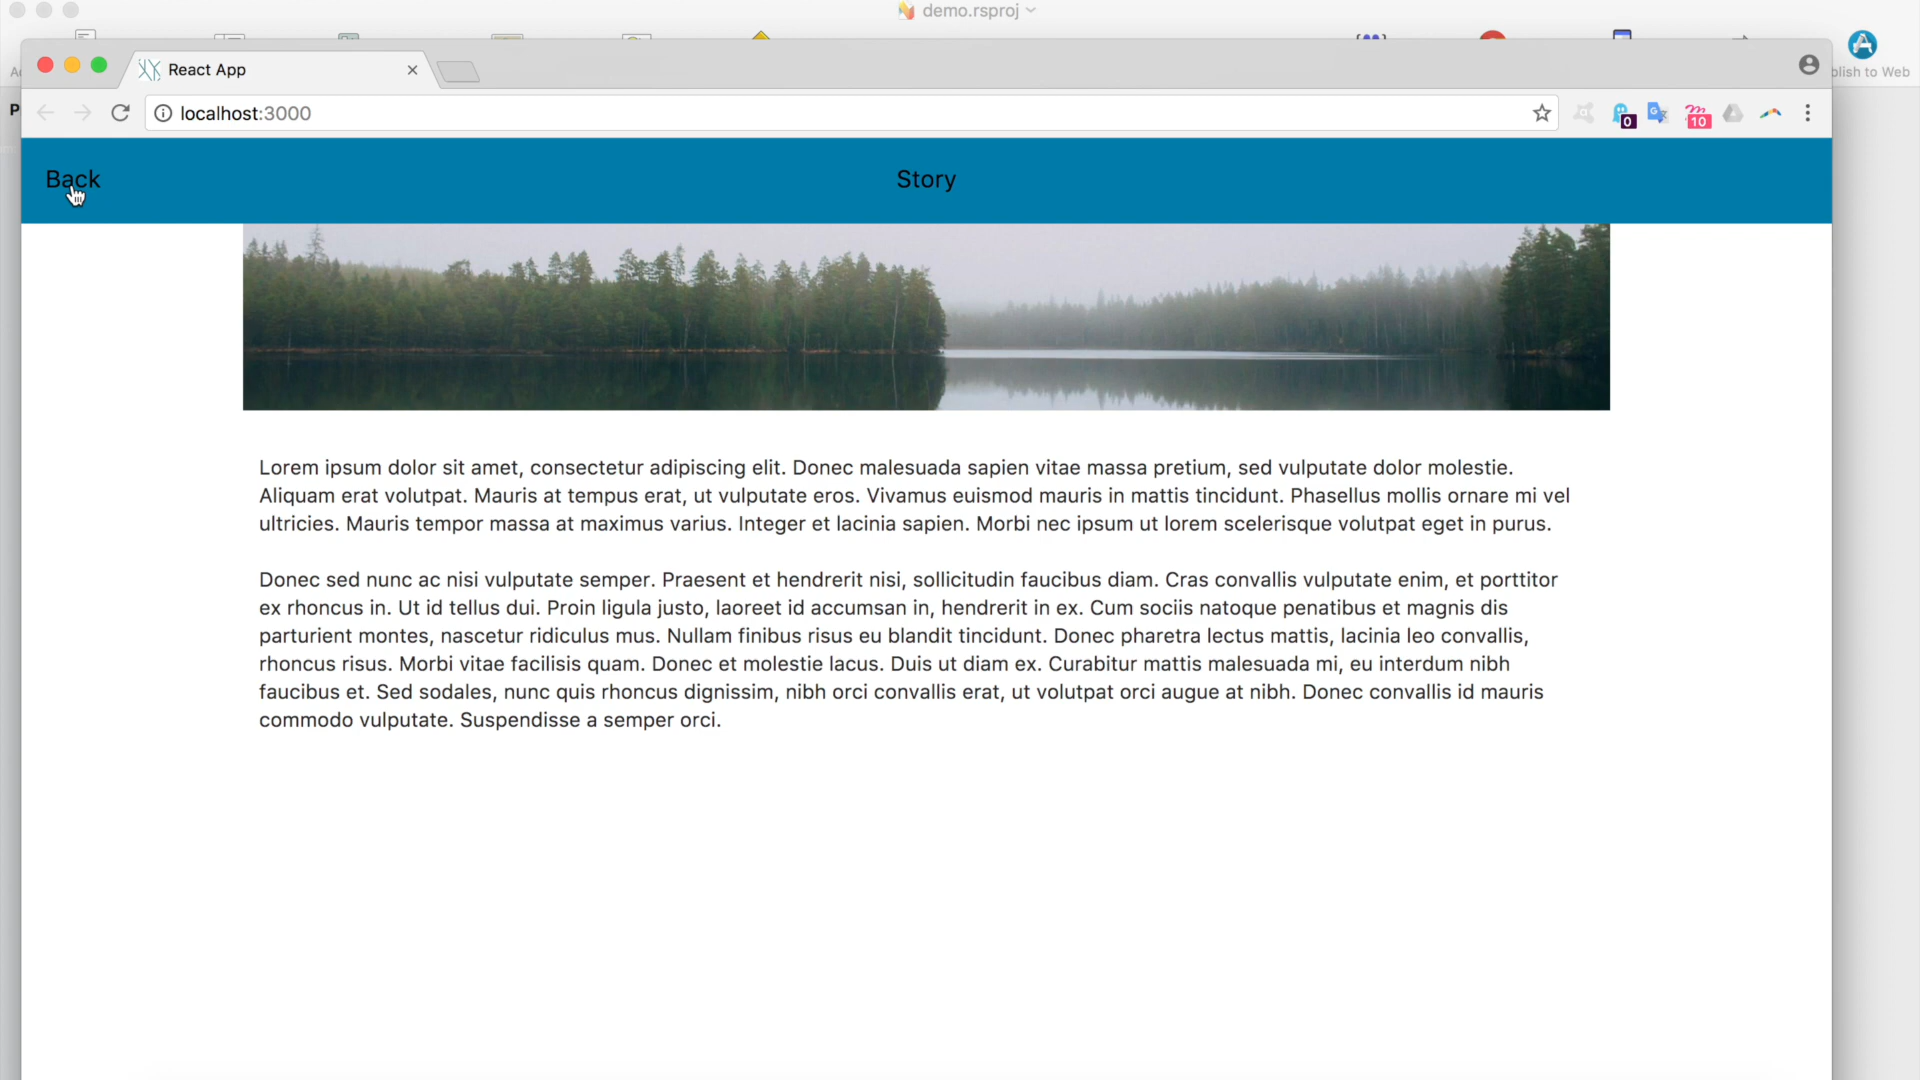 demo.rsproj
blish to Web
React App
localhost:3000
0
10
Back
Story
Lorem ipsum dolor sit amet, consectetur adipiscing elit. Donec malesuada sapien vitae massa pretium, sed vulputate dolor molestie.
Aliquam erat volutpat. Mauris at tempus erat, ut vulputate eros. Vivamus euismod mauris in mattis tincidunt. Phasellus mollis ornare mi vel
ultricies. Mauris tempor massa at maximus varius. Integer et lacinia sapien. Morbi nec ipsum ut lorem scelerisque volutpat eget in purus.
Donec sed nunc ac nisi vulputate semper. Praesent et hendrerit nisi, sollicitudin faucibus diam. Cras convallis vulputate enim, et porttitor
ex rhoncus in. Ut id tellus dui. Proin ligula justo, laoreet id accumsan in, hendrerit in ex. Cum sociis natoque penatibus et magnis dis
parturient montes, nascetur ridiculus mus. Nullam finibus risus eu blandit tincidunt. Donec pharetra lectus mattis, lacinia leo convallis,
rhoncus risus. Morbi vitae facilisis quam. Donec et molestie lacus. Duis ut diam ex. Curabitur mattis malesuada mi, eu interdum nibh
faucibus et. Sed sodales, nunc quis rhoncus dignissim, nibh orci convallis erat, ut volutpat orci augue at nibh. Donec convallis id mauris
commodo vulputate. Suspendisse a semper orci.